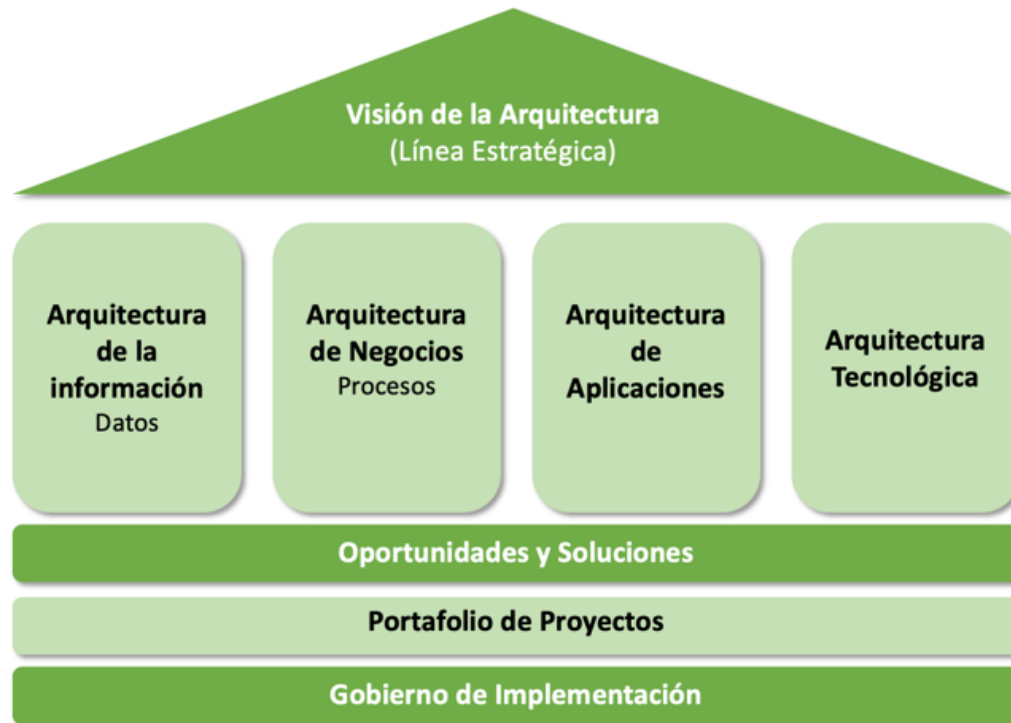 Visión de la Arquitectura
(Línea Estratégica)
Arquitectura
de la
información
Datos
Arquitectura
de Negocios
Procesos
Arquitectura
de
Aplicaciones
Arquitectura
Tecnológica
Oportunidades y Soluciones
Portafolio de Proyectos
Gobierno de Implementación